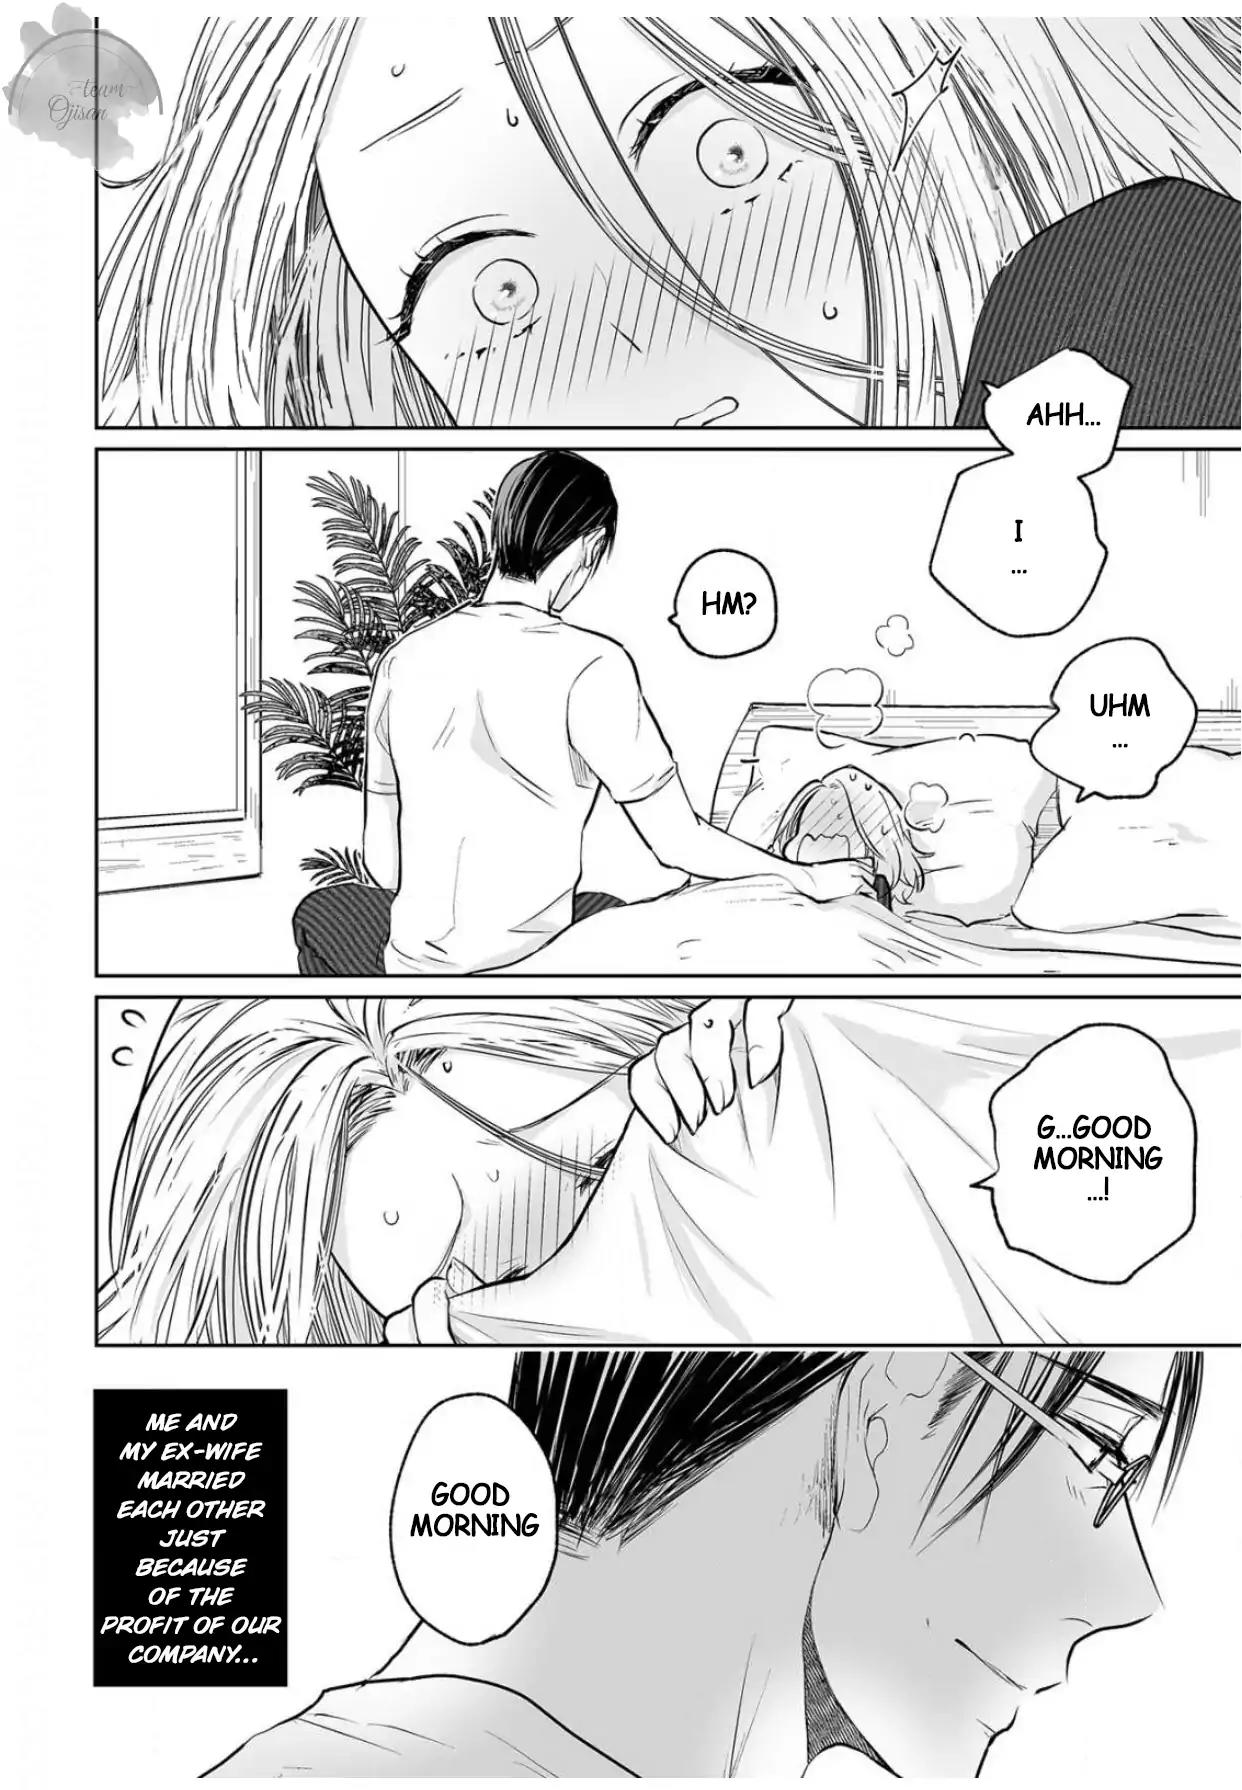 team
Ojisan
AHH...
I
...
HM?
UHM
...
G...GOOD
MORNING
...!
GOOD
MORNING
ME AND
MY EX-WIFE
MARRIED
EACH OTHER
JUST
BECAUSE
OF THE
PROFIT OF OUR
COMPANY...